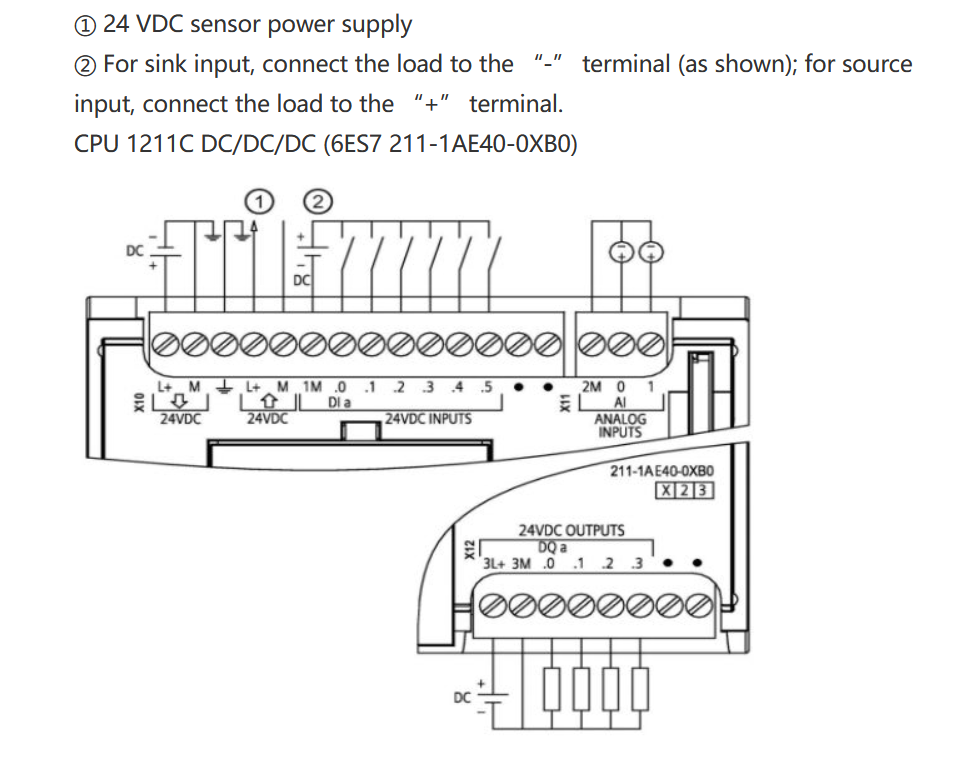 ① 24 VDC sensor power supply
② For sink input, connect the load to the “-” terminal (as shown); for source
input, connect the load to the “+” terminal.
CPU 1211C DC/DC/DC (6ES7 211-1AE40-0XB0)
① ②
DC - +
+ - DC
- + - +
L+ M L+ M 1M .0 .1 .2 .3 .4 .5 2M 0 1
X10 DI a X11 AI
24VDC 24VDC 24VDC INPUTS ANALOG
INPUTS
211-1AE40-0XB0
X 2 3
24VDC OUTPUTS
X12 DQ a
3L+ 3M .0 .1 .2 .3
DC + -